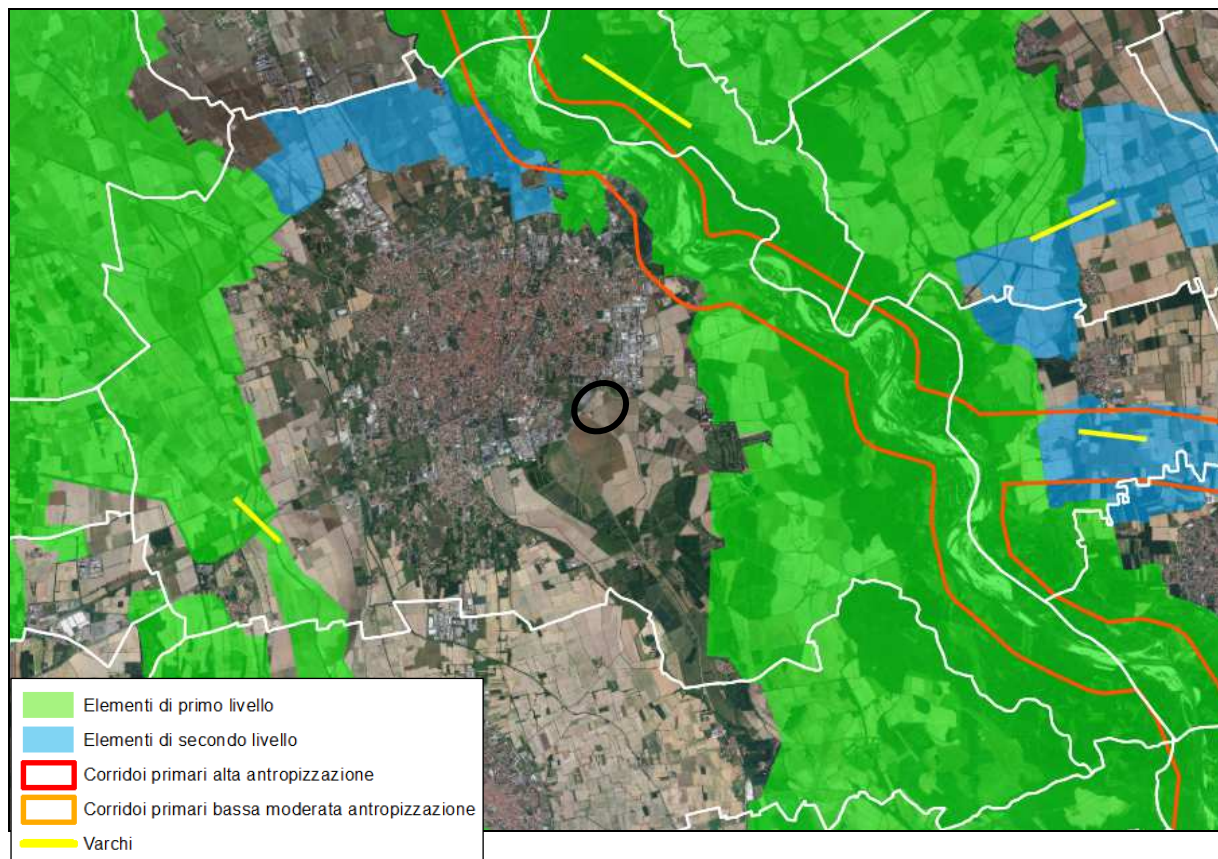 Elementi di primo livello
Elementi di secondo livello
Corridoi primari alta antropizzazione
Corridoi primari bassa moderata antropizzazione
Varchi